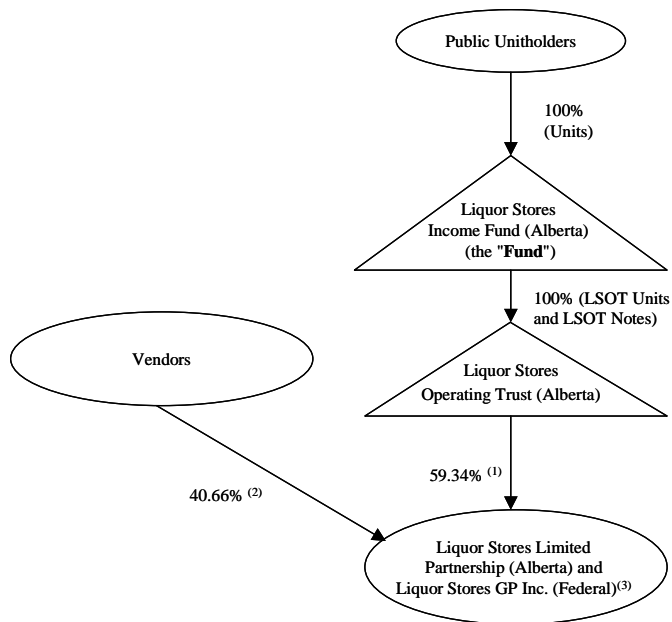 Public Unitholders
100%
(Units)
Liquor Stores
Income Fund (Alberta)
(the "Fund")
100% (LSOT Units
and LSOT Notes)
Vendors
Liquor Stores
Operating Trust (Alberta)
59.34% (1)
40.66% (2)
Liquor Stores Limited
Partnership (Alberta) and
Liquor Stores GP Inc. (Federal)(3)